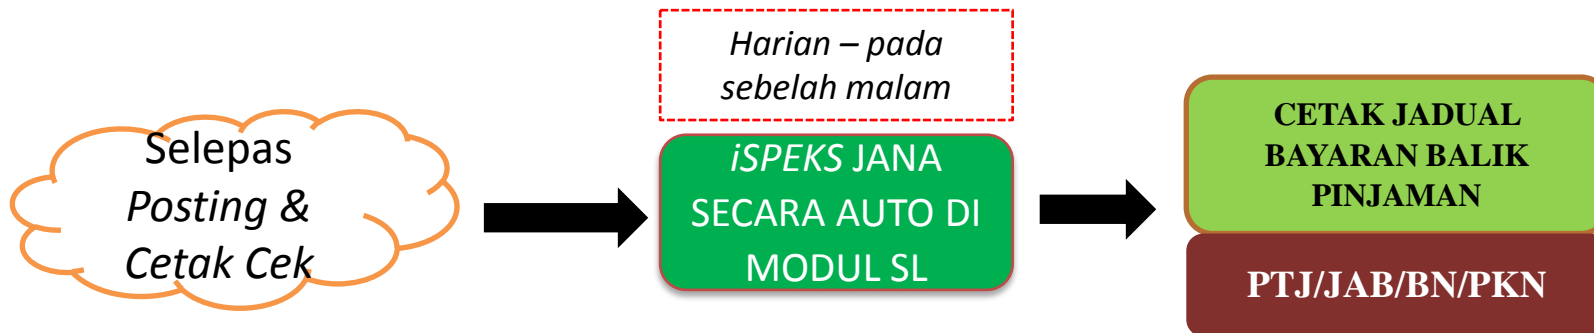 Selepas
Posting &
Cetak Cek
Harian – pada
sebelah malam
iSPEKS JANA
SECARA AUTO DI
MODUL SL
CETAK JADUAL
BAYARAN BALIK
PINJAMAN
PTJ/JAB/BN/PKN